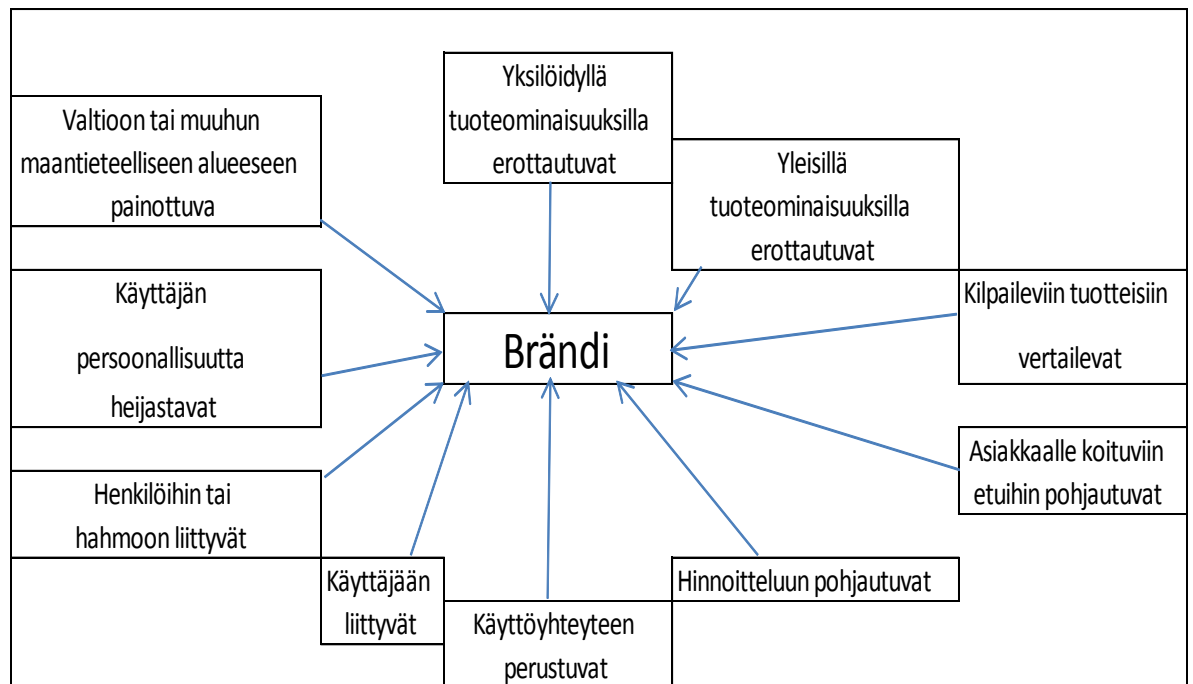 Yksilöidyllä
tuoteominaisuuksilla
erottautuvat
Valtioon tai muuhun
maantieteelliseen alueeseen
painottuva
Yleisillä
tuoteominaisuuksilla
erottautuvat
Käyttäjän
persoonallisuutta
heijastavat
Brändi
Kilpaileviin tuotteisiin
vertailevat
Asiakkaalle koituviin
etuihin pohjautuvat
Henkilöihin tai
hahmoon liittyvät
Käyttäjään
liittyvät
Käyttöyhteyteen
perustuvat
Hinnoitteluun pohjautuvat